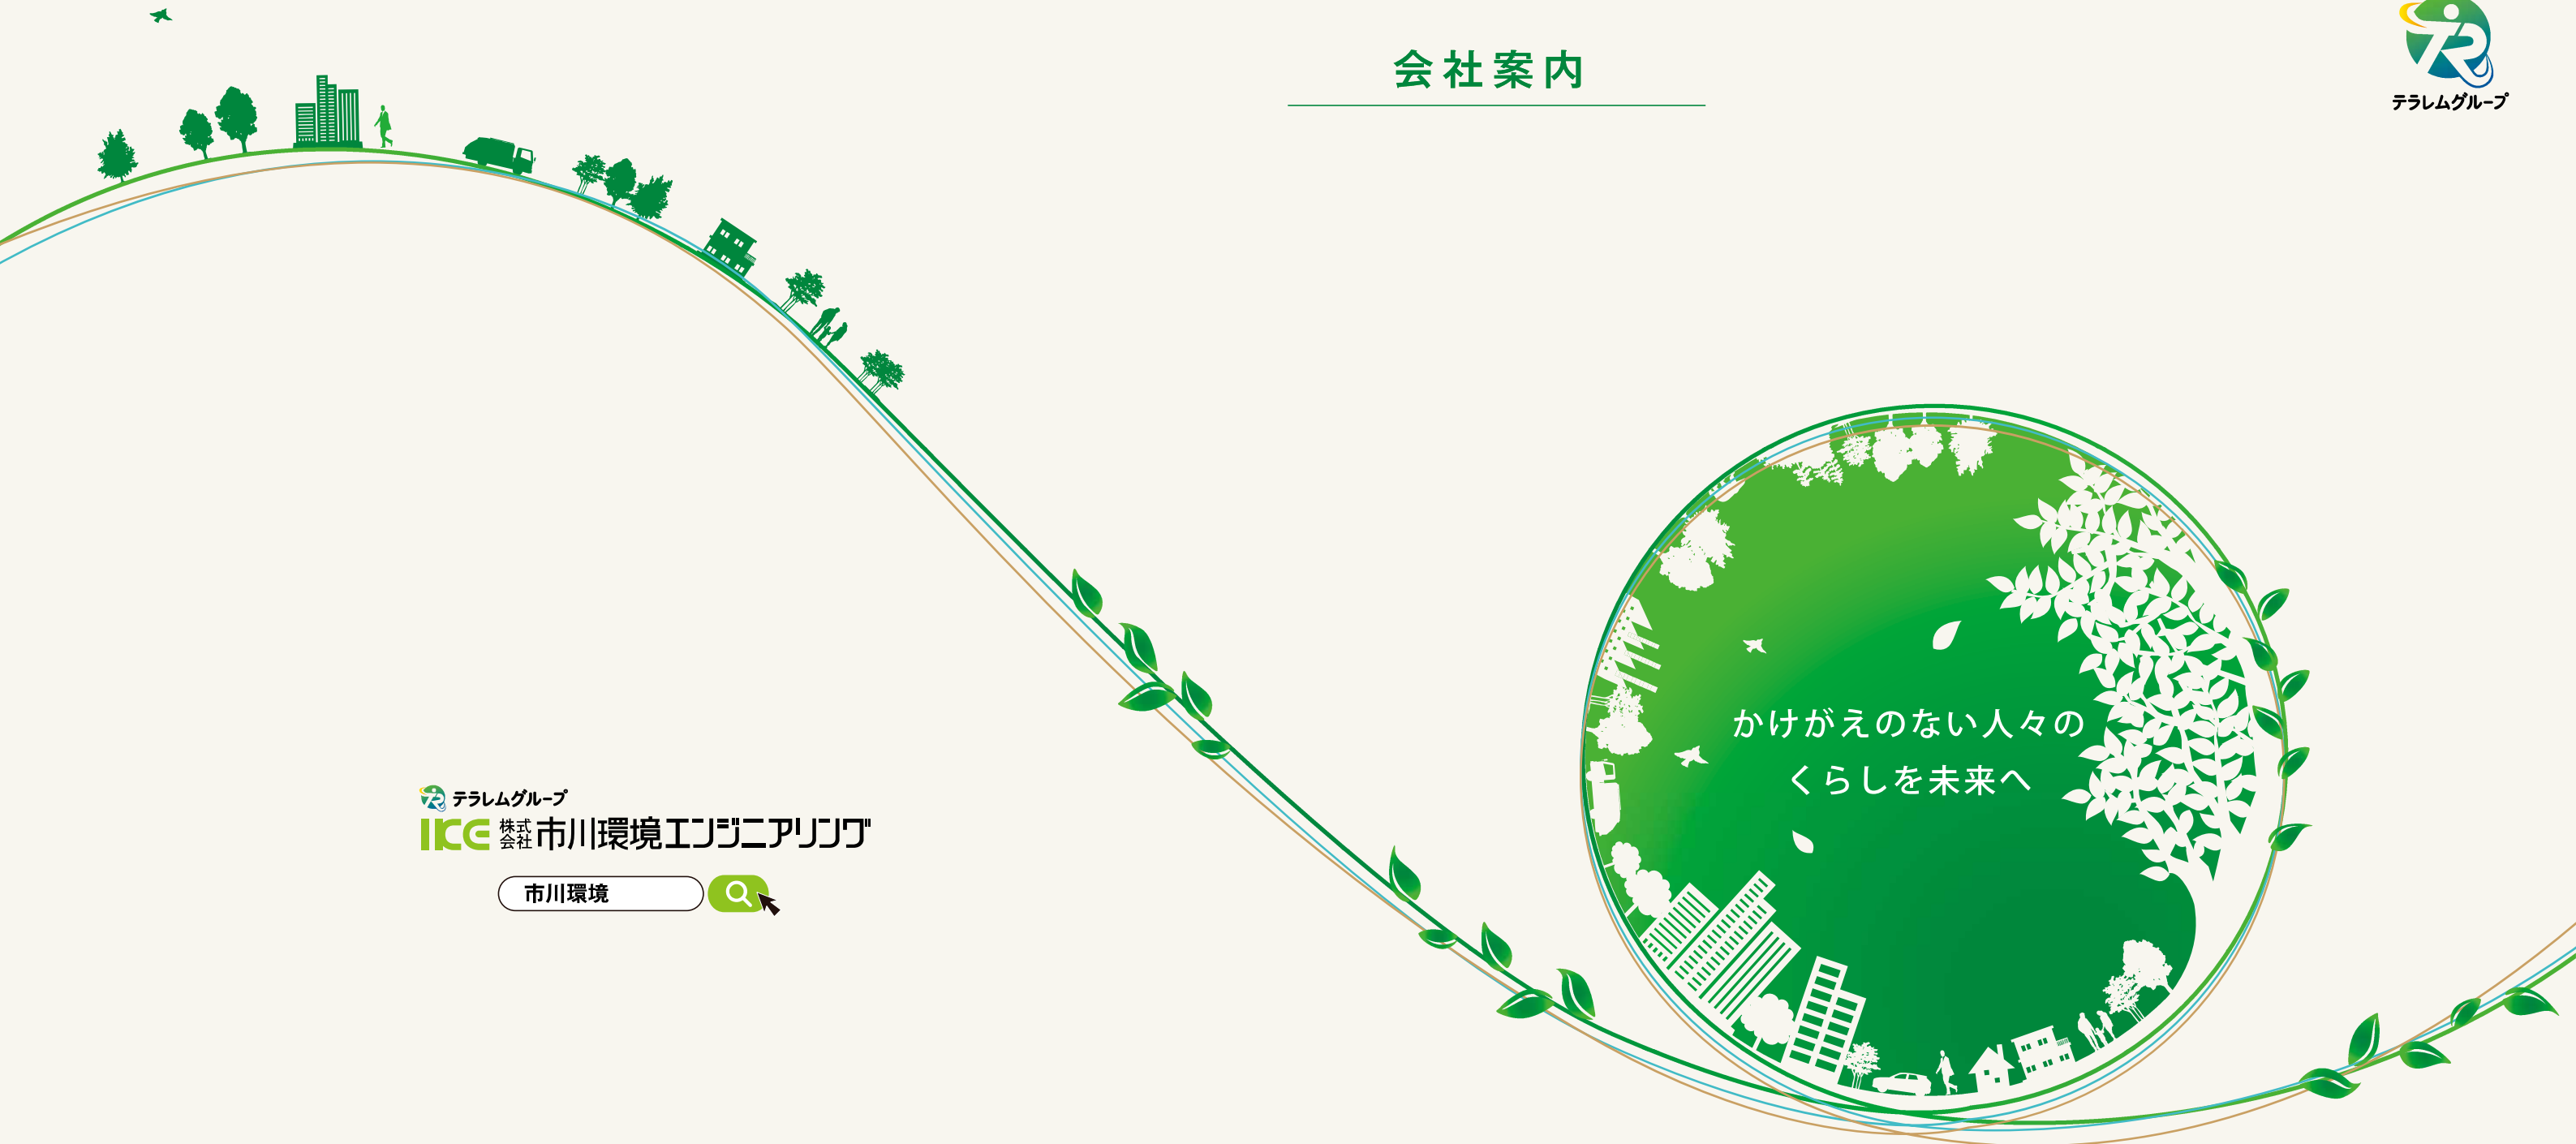 会社案内
テラレムグループ
かけがえのない人々の
くらしを未来へ
テラレムグループ
IKE 株式会社 市川環境エンジニアリング
市川環境